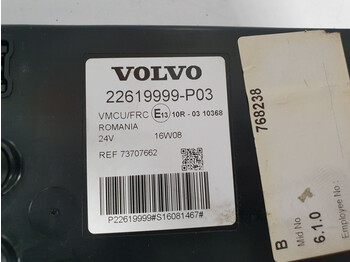 VOLVO
22619999-P03
VMCU/FRC E13 10R - 03 10368
ROMANIA
24V 16W08
REF 73707662
P22619999#S16081467#
768238
Employee No
Mid No
6.1.0
B